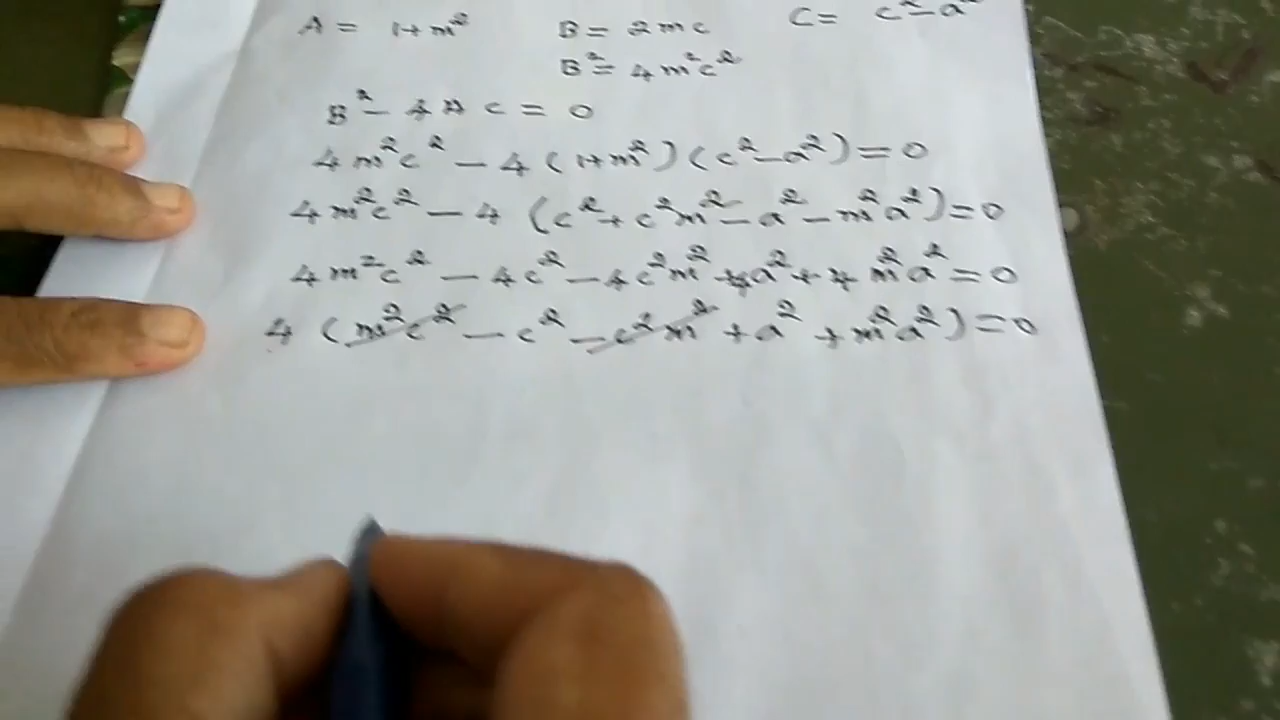 A = 1+m² B = 2mc C = c²-a²
B² = 4m²c²
B² - 4AC = 0
4m²c² - 4(1+m²)(c²-a²) = 0
4m²c² - 4(c²+c²m²-a²-m²a²) = 0
4m²c² - 4c² - 4c²m² + 4a² + 4m²a² = 0
4(m²c² - c² - c²m² + a² + m²a²) = 0